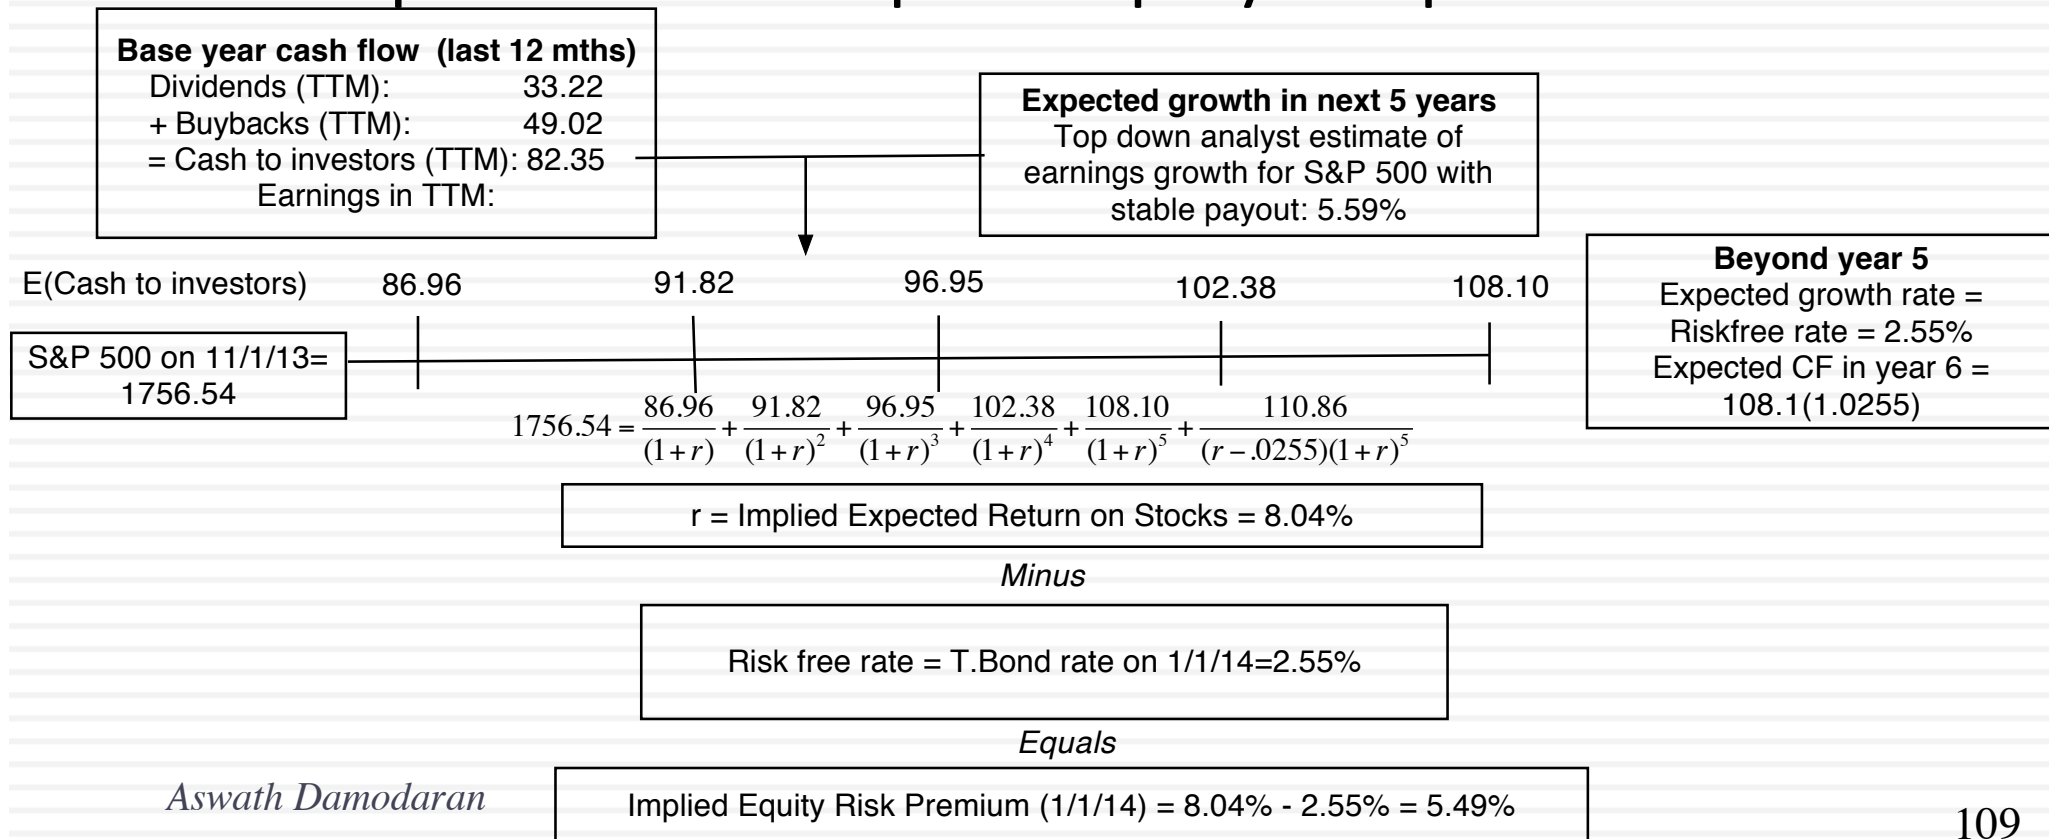 Base year cash flow (last 12 mths)
Dividends (TTM): 33.22
+ Buybacks (TTM): 49.02
= Cash to investors (TTM): 82.35
Earnings in TTM:
Expected growth in next 5 years
Top down analyst estimate of
earnings growth for S&P 500 with
stable payout: 5.59%
E(Cash to investors) 86.96 91.82 96.95 102.38 108.10
Beyond year 5
Expected growth rate =
Riskfree rate = 2.55%
Expected CF in year 6 =
108.1(1.0255)
S&P 500 on 11/1/13=
1756.54
1756.54 = 86.96/(1+r) + 91.82/(1+r)^2 + 96.95/(1+r)^3 + 102.38/(1+r)^4 + 108.10/(1+r)^5 + 110.86/(r-.0255)(1+r)^5
r = Implied Expected Return on Stocks = 8.04%
Minus
Risk free rate = T.Bond rate on 1/1/14=2.55%
Equals
Implied Equity Risk Premium (1/1/14) = 8.04% - 2.55% = 5.49%
Aswath Damodaran
109